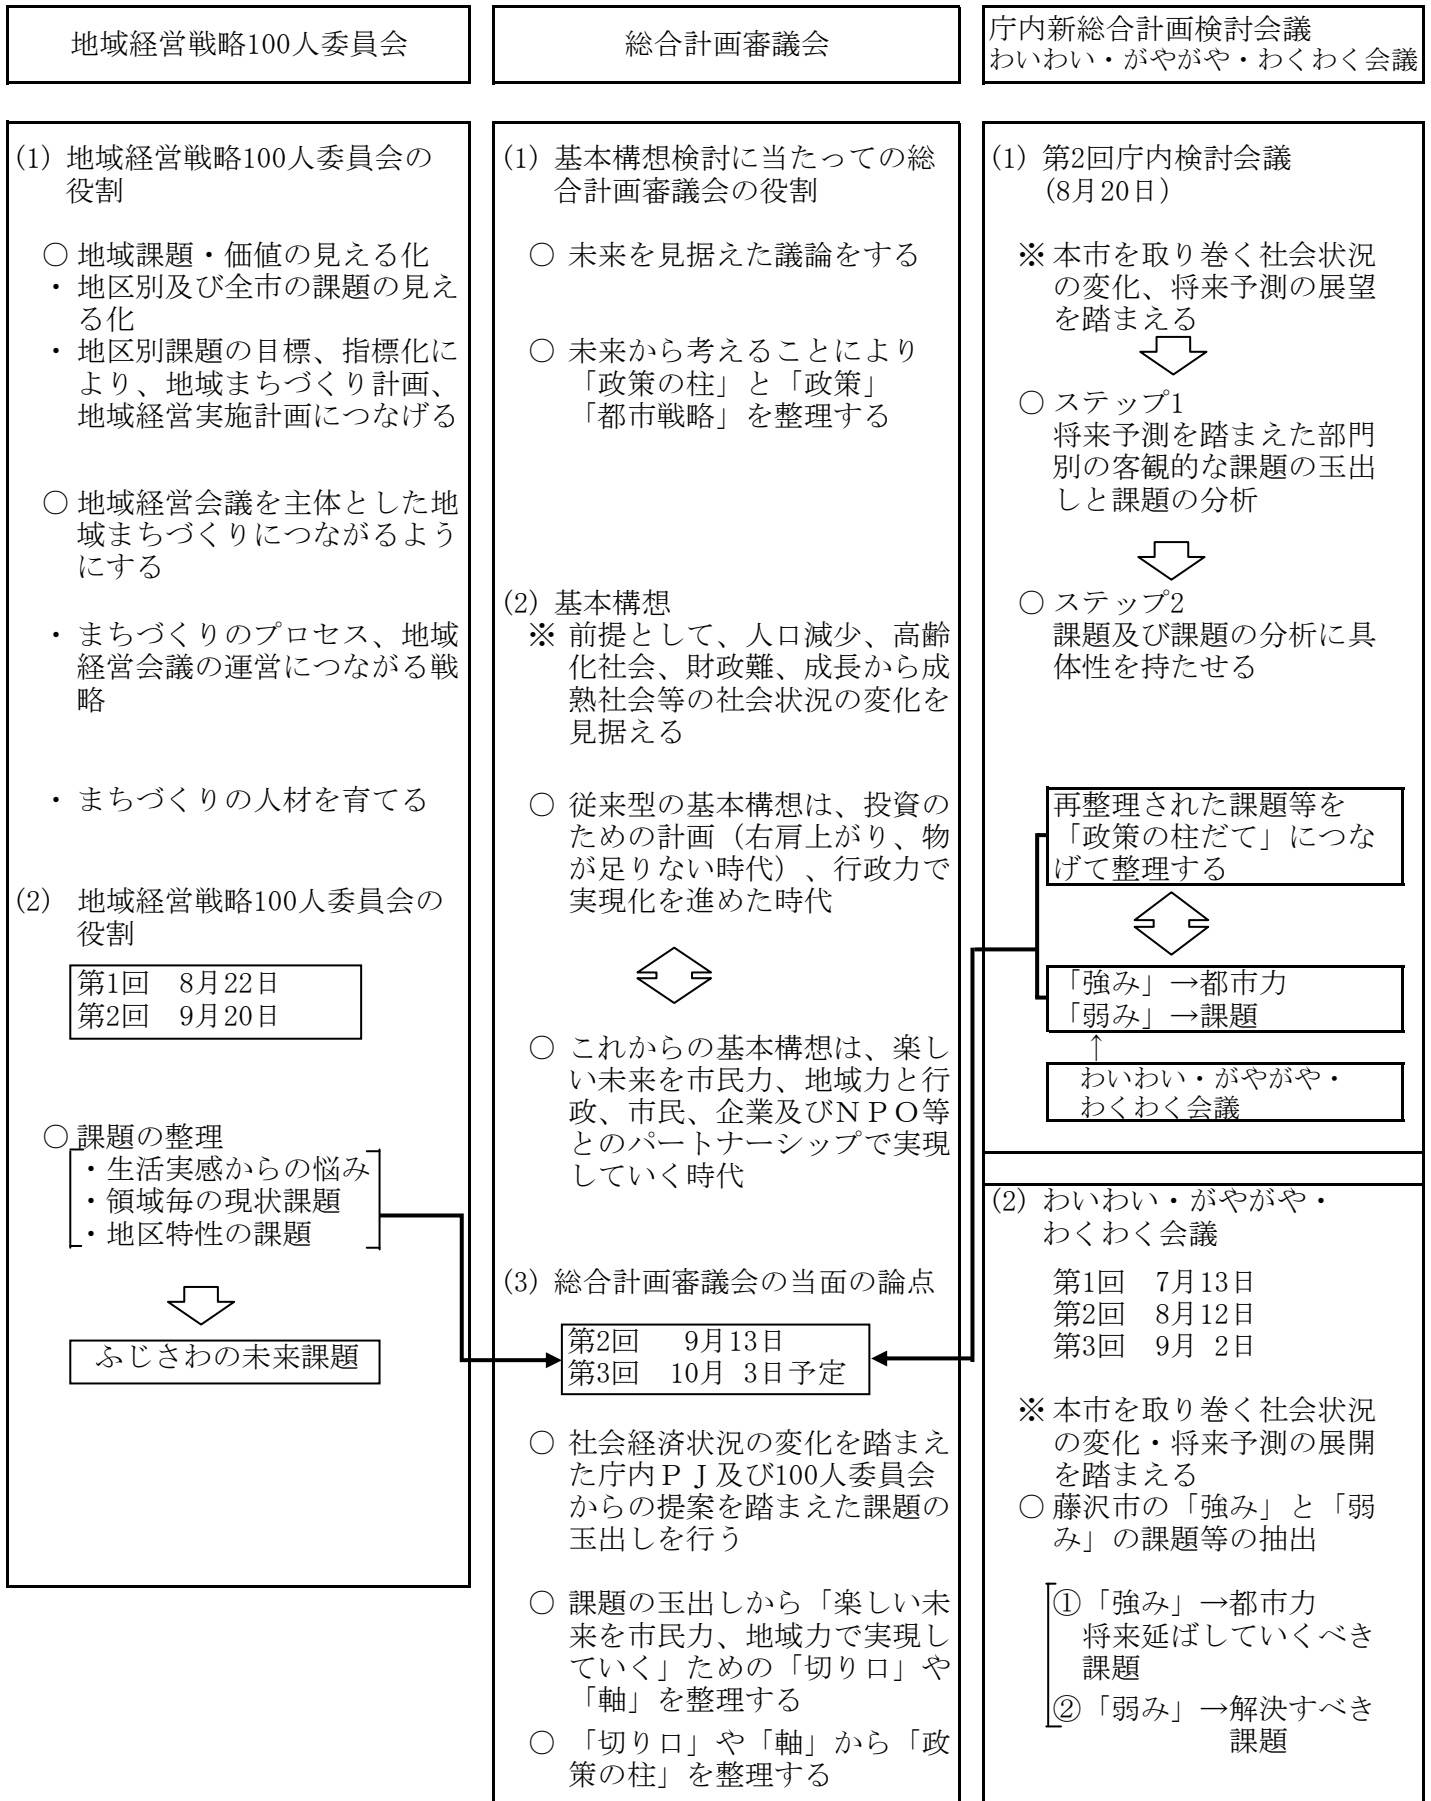 地域経営戦略100人委員会
総合計画審議会
庁内新総合計画検討会議
わいわい・がやがや・わくわく会議
(1) 地域経営戦略100人委員会の
役割
○ 地域課題・価値の見える化
・ 地区別及び全市の課題の見え
る化
・ 地区別課題の目標、指標化に
より、地域まちづくり計画、
地域経営実施計画につなげる
○ 地域経営会議を主体とした地
域まちづくりにつながるよう
にする
・ まちづくりのプロセス、地域
経営会議の運営につながる戦
略
・ まちづくりの人材を育てる
(2) 地域経営戦略100人委員会の
役割
第1回 8月22日
第2回 9月20日
○ 課題の整理
・生活実感からの悩み
・領域毎の現状課題
・地区特性の課題
ふじさわの未来課題
(1) 基本構想検討に当たっての総
合計画審議会の役割
○ 未来を見据えた議論をする
○ 未来から考えることにより
「政策の柱」と「政策」
「都市戦略」を整理する
(2) 基本構想
※ 前提として、人口減少、高齢
化社会、財政難、成長から成
熟社会等の社会状況の変化を
見据える
○ 従来型の基本構想は、投資の
ための計画（右肩上がり、物
が足りない時代）、行政力で
実現化を進めた時代
○ これからの基本構想は、楽し
い未来を市民力、地域力と行
政、市民、企業及びＮＰＯ等
とのパートナーシップで実現
していく時代
(3) 総合計画審議会の当面の論点
第2回 9月13日
第3回 10月 3日予定
○ 社会経済状況の変化を踏まえ
た庁内ＰＪ及び100人委員会
からの提案を踏まえた課題の
玉出しを行う
○ 課題の玉出しから「楽しい未
来を市民力、地域力で実現し
ていく」ための「切り口」や
「軸」を整理する
○ 「切り口」や「軸」から「政
策の柱」を整理する
(1) 第2回庁内検討会議
(8月20日)
※ 本市を取り巻く社会状況
の変化、将来予測の展望
を踏まえる
○ ステップ1
将来予測を踏まえた部門
別の客観的な課題の玉出
しと課題の分析
○ ステップ2
課題及び課題の分析に具
体性を持たせる
再整理された課題等を
「政策の柱だて」につな
げて整理する
「強み」→都市力
「弱み」→課題
↑
わいわい・がやがや・
わくわく会議
(2) わいわい・がやがや・
わくわく会議
第1回 7月13日
第2回 8月12日
第3回 9月 2日
※ 本市を取り巻く社会状況
の変化・将来予測の展開
を踏まえる
○ 藤沢市の「強み」と「弱
み」の課題等の抽出
①「強み」→都市力
将来延ばしていくべき
課題
②「弱み」→解決すべき
課題